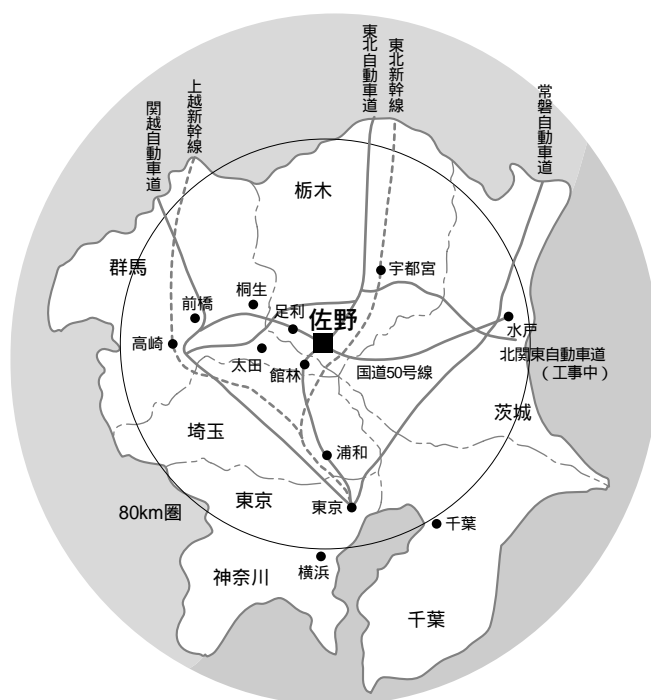 関越自動車道
上越新幹線
東北自動車道
東北新幹線
常磐自動車道
栃木
群馬
宇都宮
桐生
前橋
足利
佐野
水戸
高崎
太田
館林
国道50号線
北関東自動車道
(工事中)
茨城
埼玉
浦和
東京
東京
80km圏
千葉
横浜
神奈川
千葉